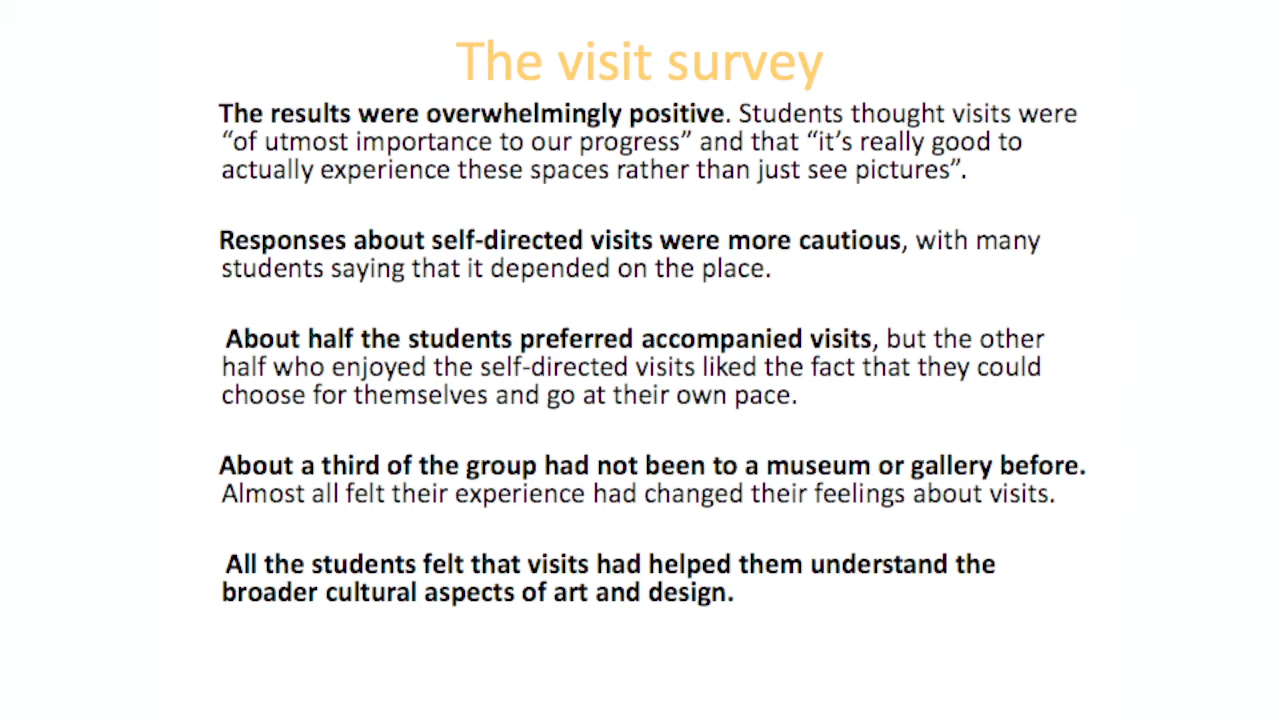 The visit survey
The results were overwhelmingly positive. Students thought visits were
“of utmost importance to our progress” and that “it’s really good to
actually experience these spaces rather than just see pictures”.
Responses about self-directed visits were more cautious, with many
students saying that it depended on the place.
About half the students preferred accompanied visits, but the other
half who enjoyed the self-directed visits liked the fact that they could
choose for themselves and go at their own pace.
About a third of the group had not been to a museum or gallery before.
Almost all felt their experience had changed their feelings about visits.
All the students felt that visits had helped them understand the
broader cultural aspects of art and design.